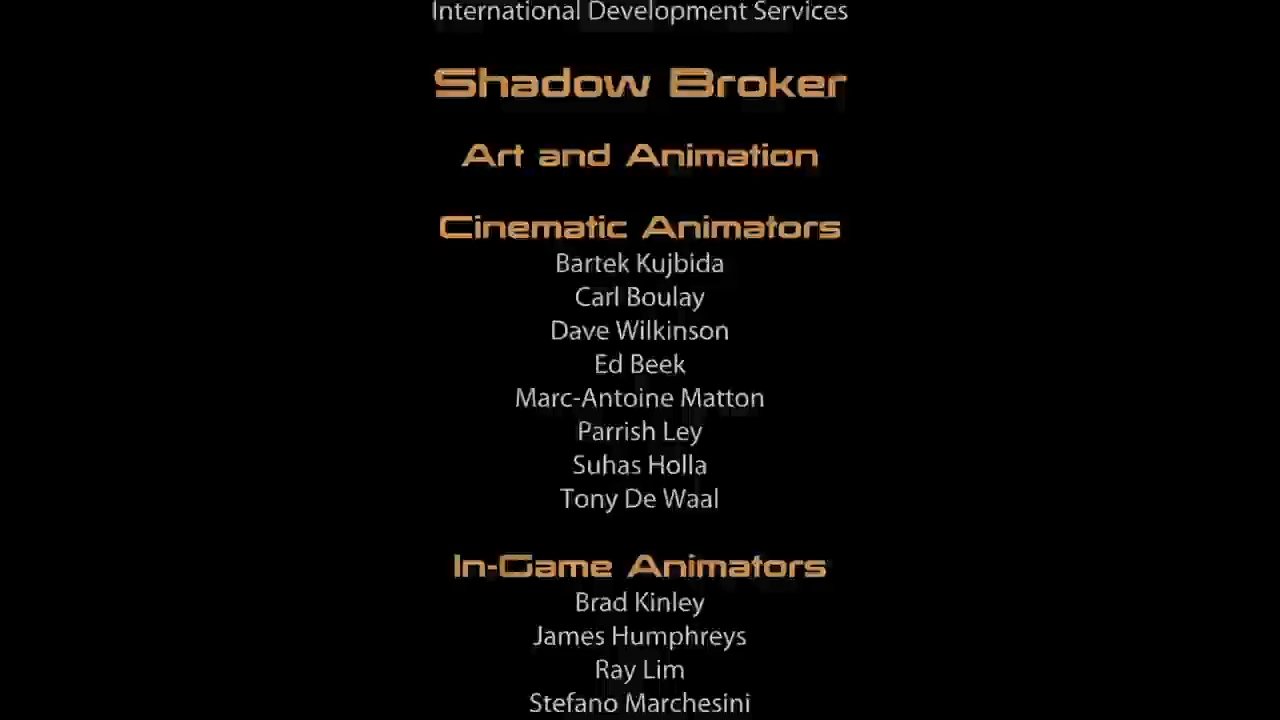 International Development Services
Shadow Broker
Art and Animation
Cinematic Animators
Bartek Kujbida
Carl Boulay
Dave Wilkinson
Ed Beek
Marc-Antoine Matton
Parrish Ley
Suhas Holla
Tony De Waal
In-Game Animators
Brad Kinley
James Humphreys
Ray Lim
Stefano Marchesini